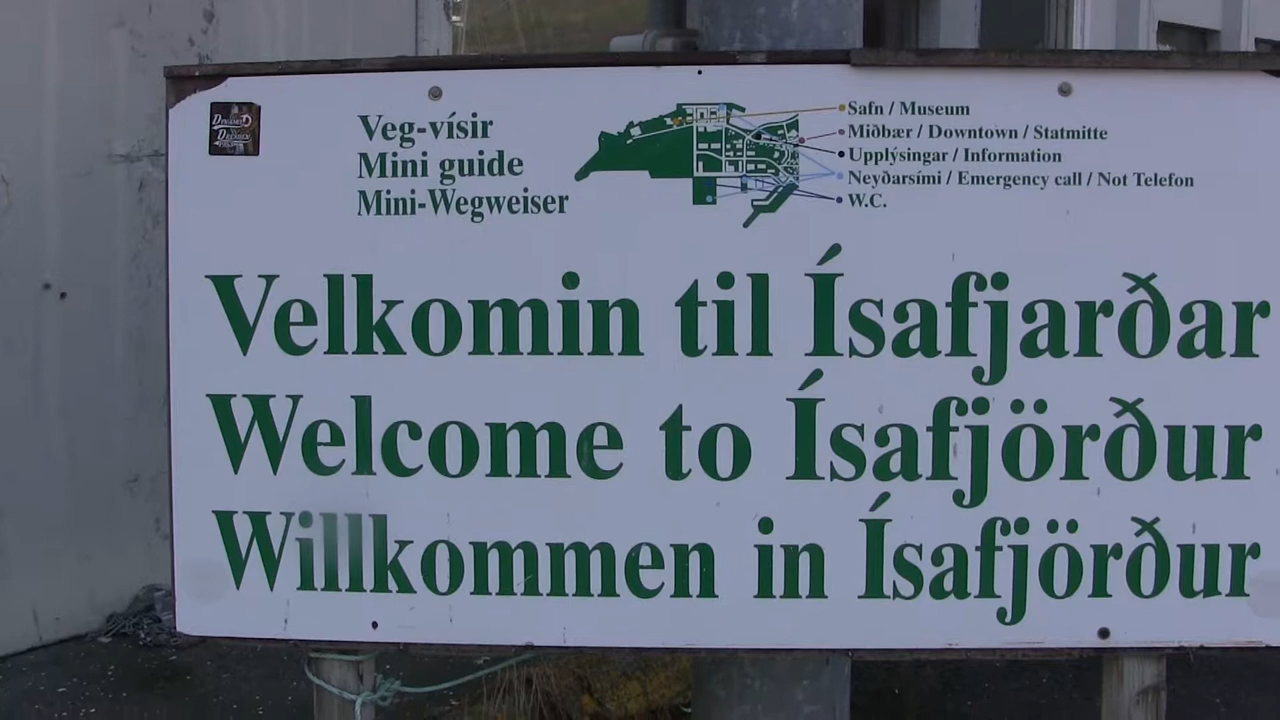 Veg-vísir
Mini guide
Mini-Wegweiser
Safn / Museum
Miðbær / Downtown / Statmitte
Upplýsingar / Information
Neyðarsími / Emergency call / Not Telefon
W.C.
Velkomin til Ísafjarðar
Welcome to Ísafjörður
Willkommen in Ísafjörður